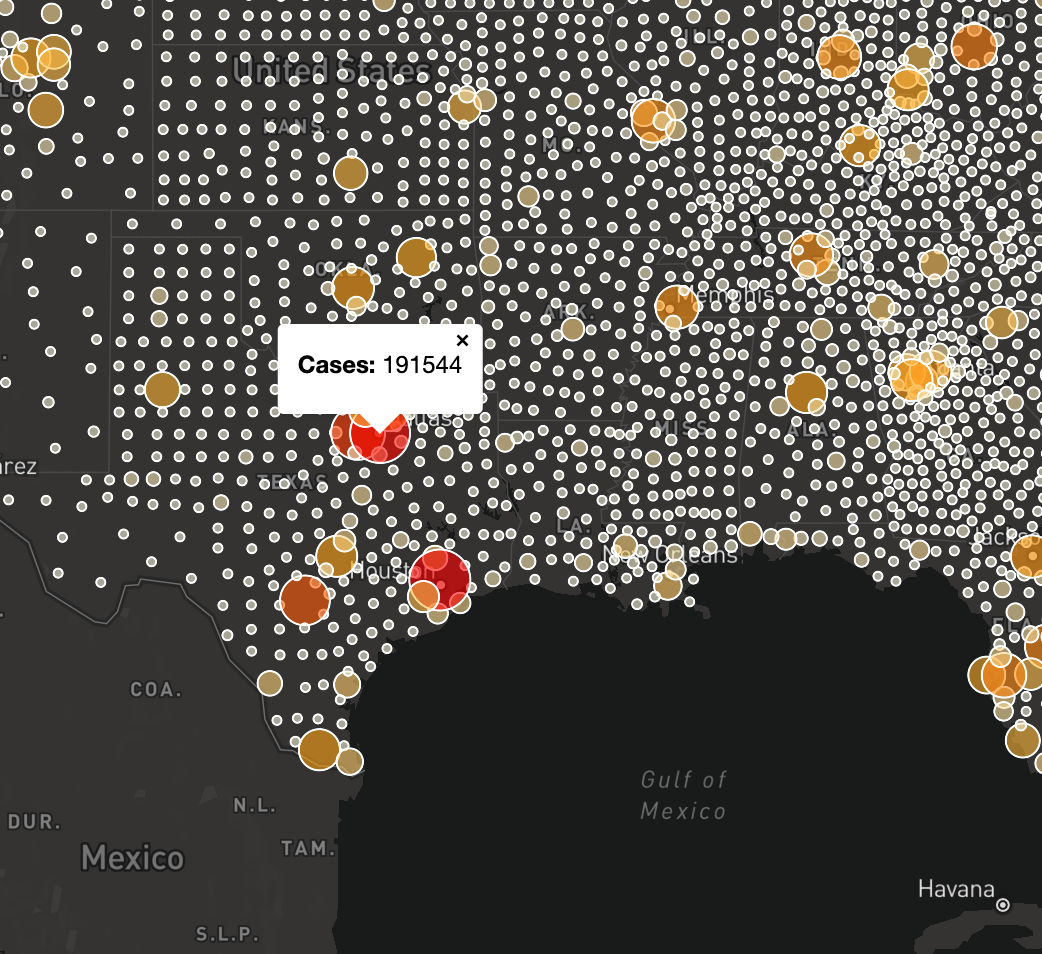 ILL.
United States
KANS.
MO.
OKLA.
Memphis
ARK.
×
Cases: 191544
MISS.
ALA.
TEXAS
LA.
New Orleans
Houston
COA.
Gulf of
Mexico
N.L.
DUR.
TAM.
Mexico
Havana
S.L.P.